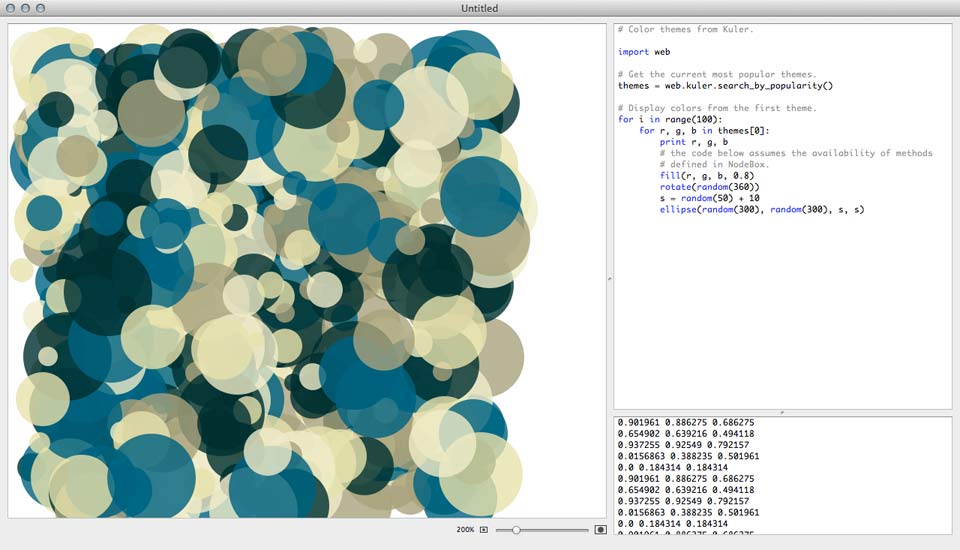 Untitled
# Color themes from Kuler.
import web
# Get the current most popular themes.
themes = web.kuler.search_by_popularity()
# Display colors from the first theme.
for i in range(100):
    for r, g, b in themes[0]:
        print r, g, b
        # the code below assumes the availability of methods
        # defined in NodeBox.
        fill(r, g, b, 0.8)
        rotate(random(360))
        s = random(50) + 10
        ellipse(random(300), random(300), s, s)
0.901961 0.886275 0.686275
0.654902 0.639216 0.494118
0.937255 0.92549 0.792157
0.0156863 0.388235 0.501961
0.0 0.184314 0.184314
0.901961 0.886275 0.686275
0.654902 0.639216 0.494118
0.937255 0.92549 0.792157
0.0156863 0.388235 0.501961
0.0 0.184314 0.184314
0.901961 0.886275 0.686275
200%